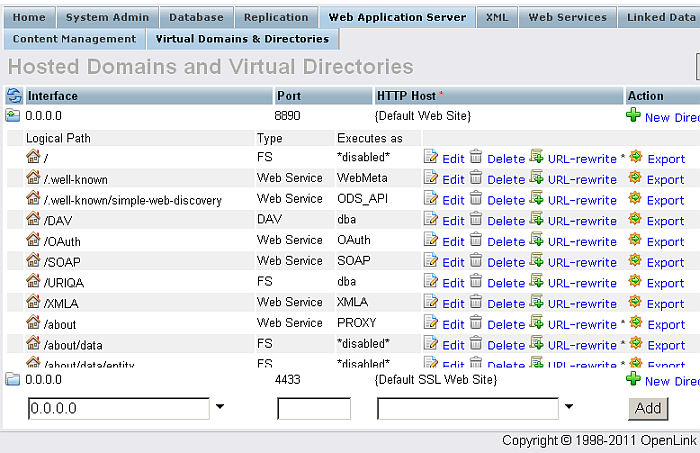 Home System Admin Database Replication Web Application Server XML Web Services Linked Data
Content Management Virtual Domains & Directories
Hosted Domains and Virtual Directories
Interface Port HTTP Host * Action
0.0.0.0 8890 {Default Web Site} New Direc
Logical Path Type Executes as
/ FS *disabled* Edit Delete URL-rewrite * Export
/.well-known Web Service WebMeta Edit Delete URL-rewrite Export
/.well-known/simple-web-discovery Web Service ODS_API Edit Delete URL-rewrite Export
/DAV DAV dba Edit Delete URL-rewrite Export
/OAuth Web Service OAuth Edit Delete URL-rewrite Export
/SOAP Web Service SOAP Edit Delete URL-rewrite Export
/URIQA FS dba Edit Delete URL-rewrite Export
/XMLA Web Service XMLA Edit Delete URL-rewrite Export
/about Web Service PROXY Edit Delete URL-rewrite * Export
/about/data FS *disabled* Edit Delete URL-rewrite * Export
/about/data/entity FS *disabled* Edit Delete URL-rewrite * Export
0.0.0.0 4433 {Default SSL Web Site} New Direc
0.0.0.0 Add
Copyright © 1998-2011 OpenLink